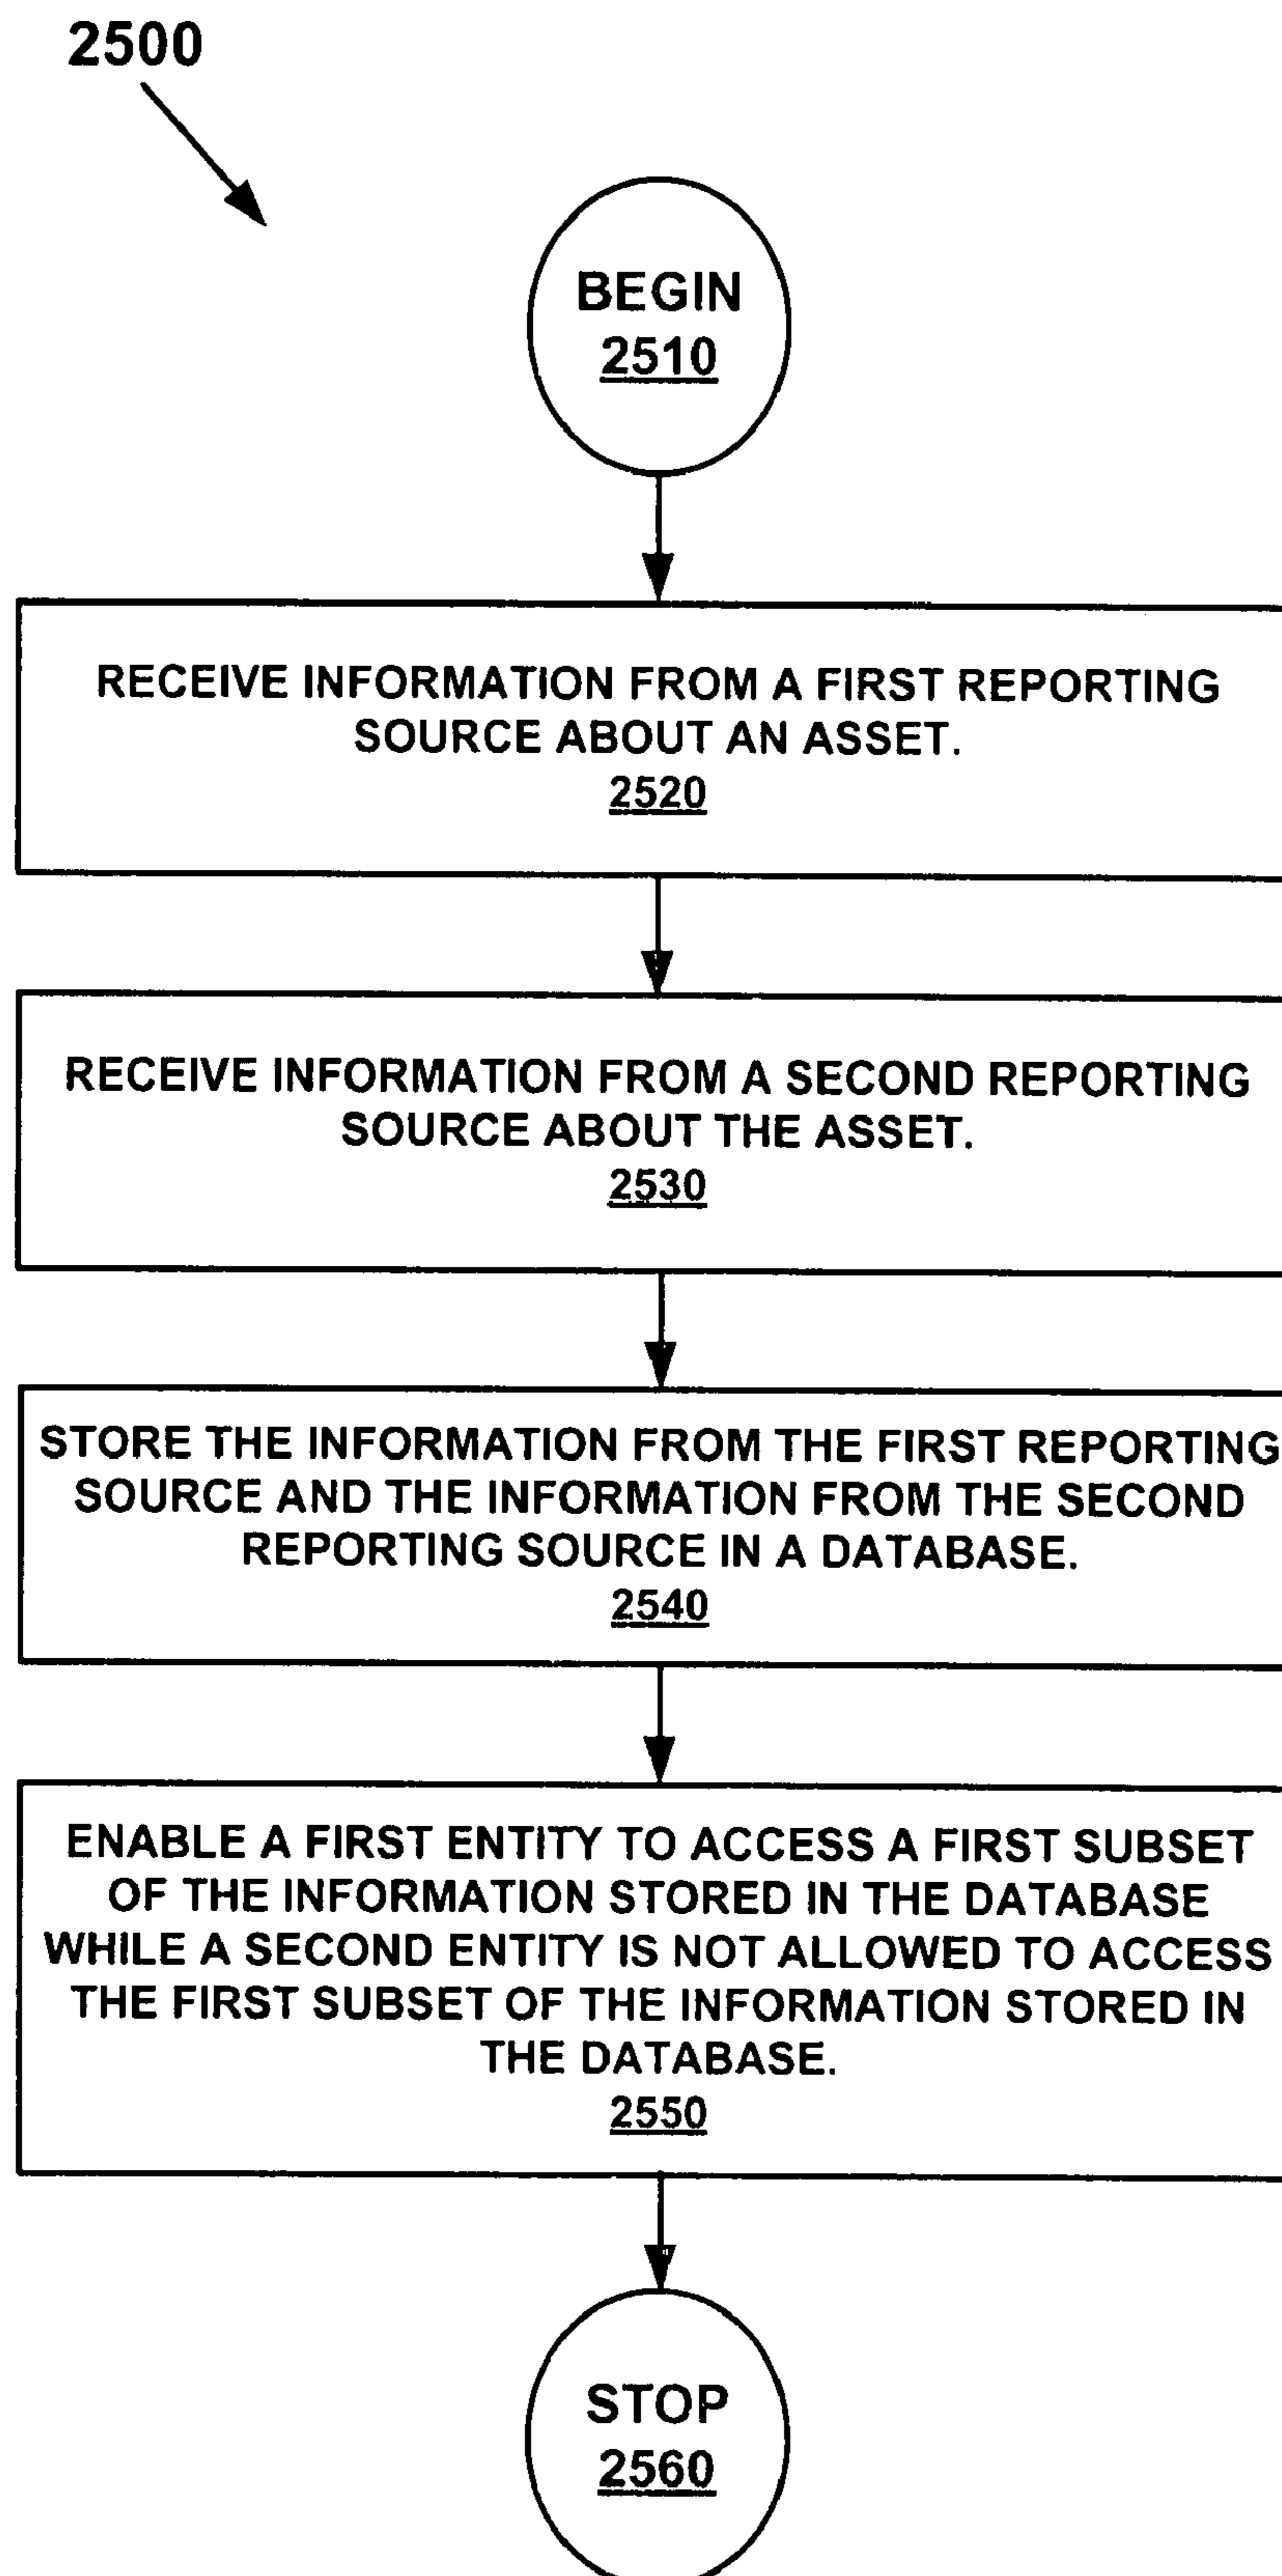 2500
BEGIN
2510
RECEIVE INFORMATION FROM A FIRST REPORTING
SOURCE ABOUT AN ASSET.
2520
RECEIVE INFORMATION FROM A SECOND REPORTING
SOURCE ABOUT THE ASSET.
2530
STORE THE INFORMATION FROM THE FIRST REPORTING
SOURCE AND THE INFORMATION FROM THE SECOND
REPORTING SOURCE IN A DATABASE.
2540
ENABLE A FIRST ENTITY TO ACCESS A FIRST SUBSET
OF THE INFORMATION STORED IN THE DATABASE
WHILE A SECOND ENTITY IS NOT ALLOWED TO ACCESS
THE FIRST SUBSET OF THE INFORMATION STORED IN
THE DATABASE.
2550
STOP
2560